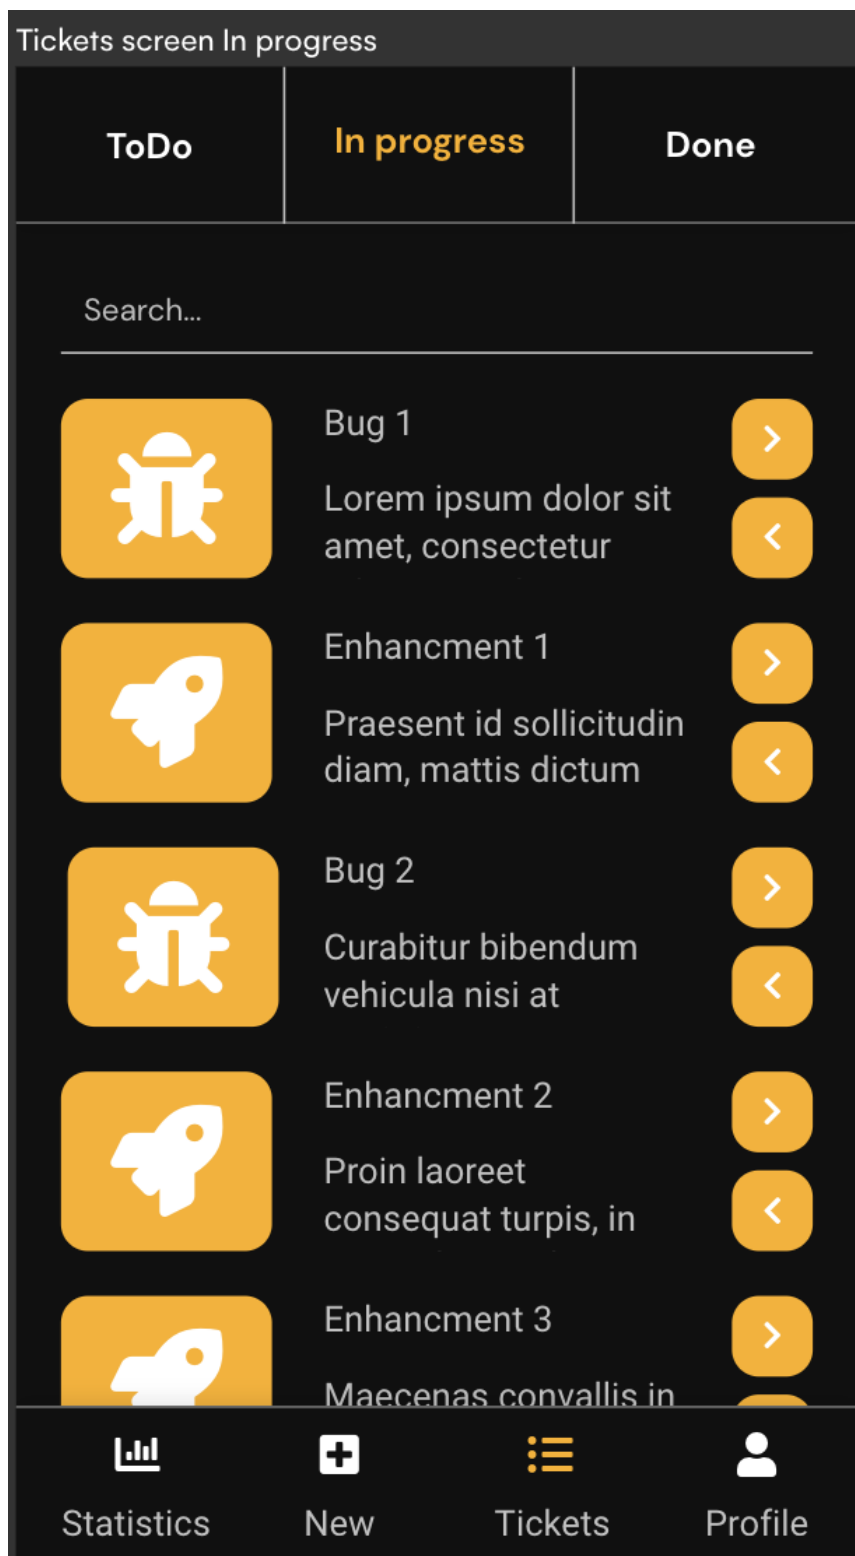 Tickets screen In progress
ToDo
In progress
Done
Search...
Bug 1
Lorem ipsum dolor sit
amet, consectetur
Enhancment 1
Praesent id sollicitudin
diam, mattis dictum
Bug 2
Curabitur bibendum
vehicula nisi at
Enhancment 2
Proin laoreet
consequat turpis, in
Enhancment 3
Maecenas convallis in
Statistics
New
Tickets
Profile